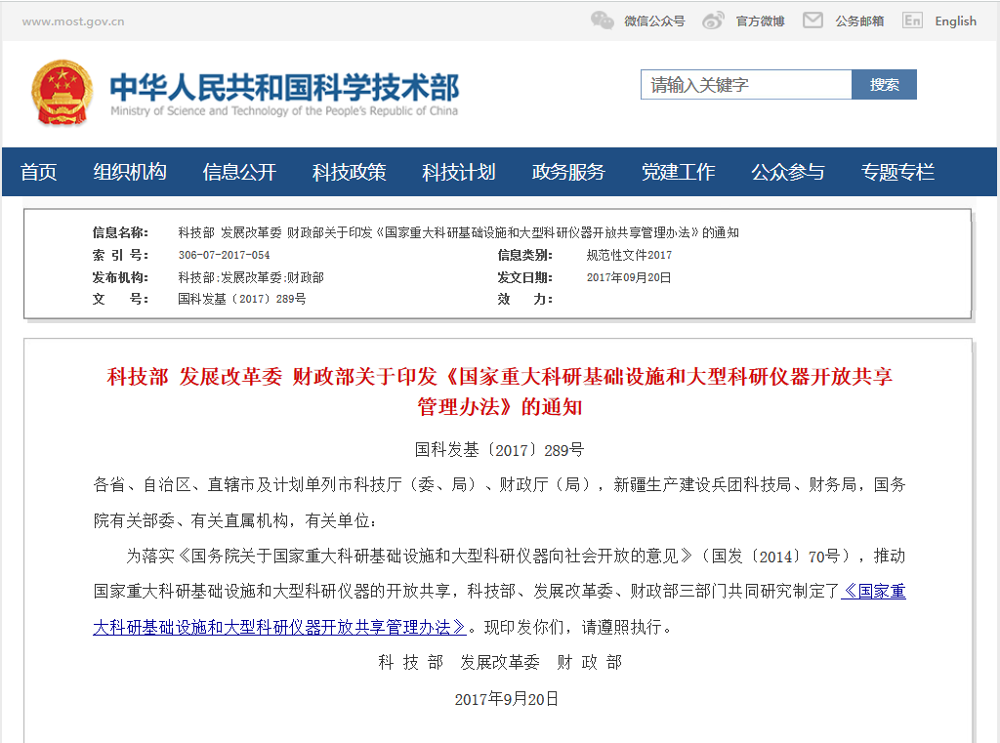 www.most.gov.cn 微信公众号 官方微博 公务邮箱 En English
中华人民共和国科学技术部
Ministry of Science and Technology of the People's Republic of China
请输入关键字 搜索
首页 组织机构 信息公开 科技政策 科技计划 政务服务 党建工作 公众参与 专题专栏
信息名称： 科技部 发展改革委 财政部关于印发《国家重大科研基础设施和大型科研仪器开放共享管理办法》的通知
索 引 号： 306-07-2017-054 信息类别： 规范性文件2017
发布机构： 科技部;发展改革委;财政部 发文日期： 2017年09月20日
文 号： 国科发基〔2017〕289号 效 力：
科技部 发展改革委 财政部关于印发《国家重大科研基础设施和大型科研仪器开放共享
管理办法》的通知
国科发基〔2017〕289号
各省、自治区、直辖市及计划单列市科技厅（委、局）、财政厅（局），新疆生产建设兵团科技局、财务局，国务
院有关部委、有关直属机构，有关单位：
为落实《国务院关于国家重大科研基础设施和大型科研仪器向社会开放的意见》（国发〔2014〕70号），推动
国家重大科研基础设施和大型科研仪器的开放共享，科技部、发展改革委、财政部三部门共同研究制定了《国家重
大科研基础设施和大型科研仪器开放共享管理办法》。现印发你们，请遵照执行。
科 技 部 发展改革委 财 政 部
2017年9月20日